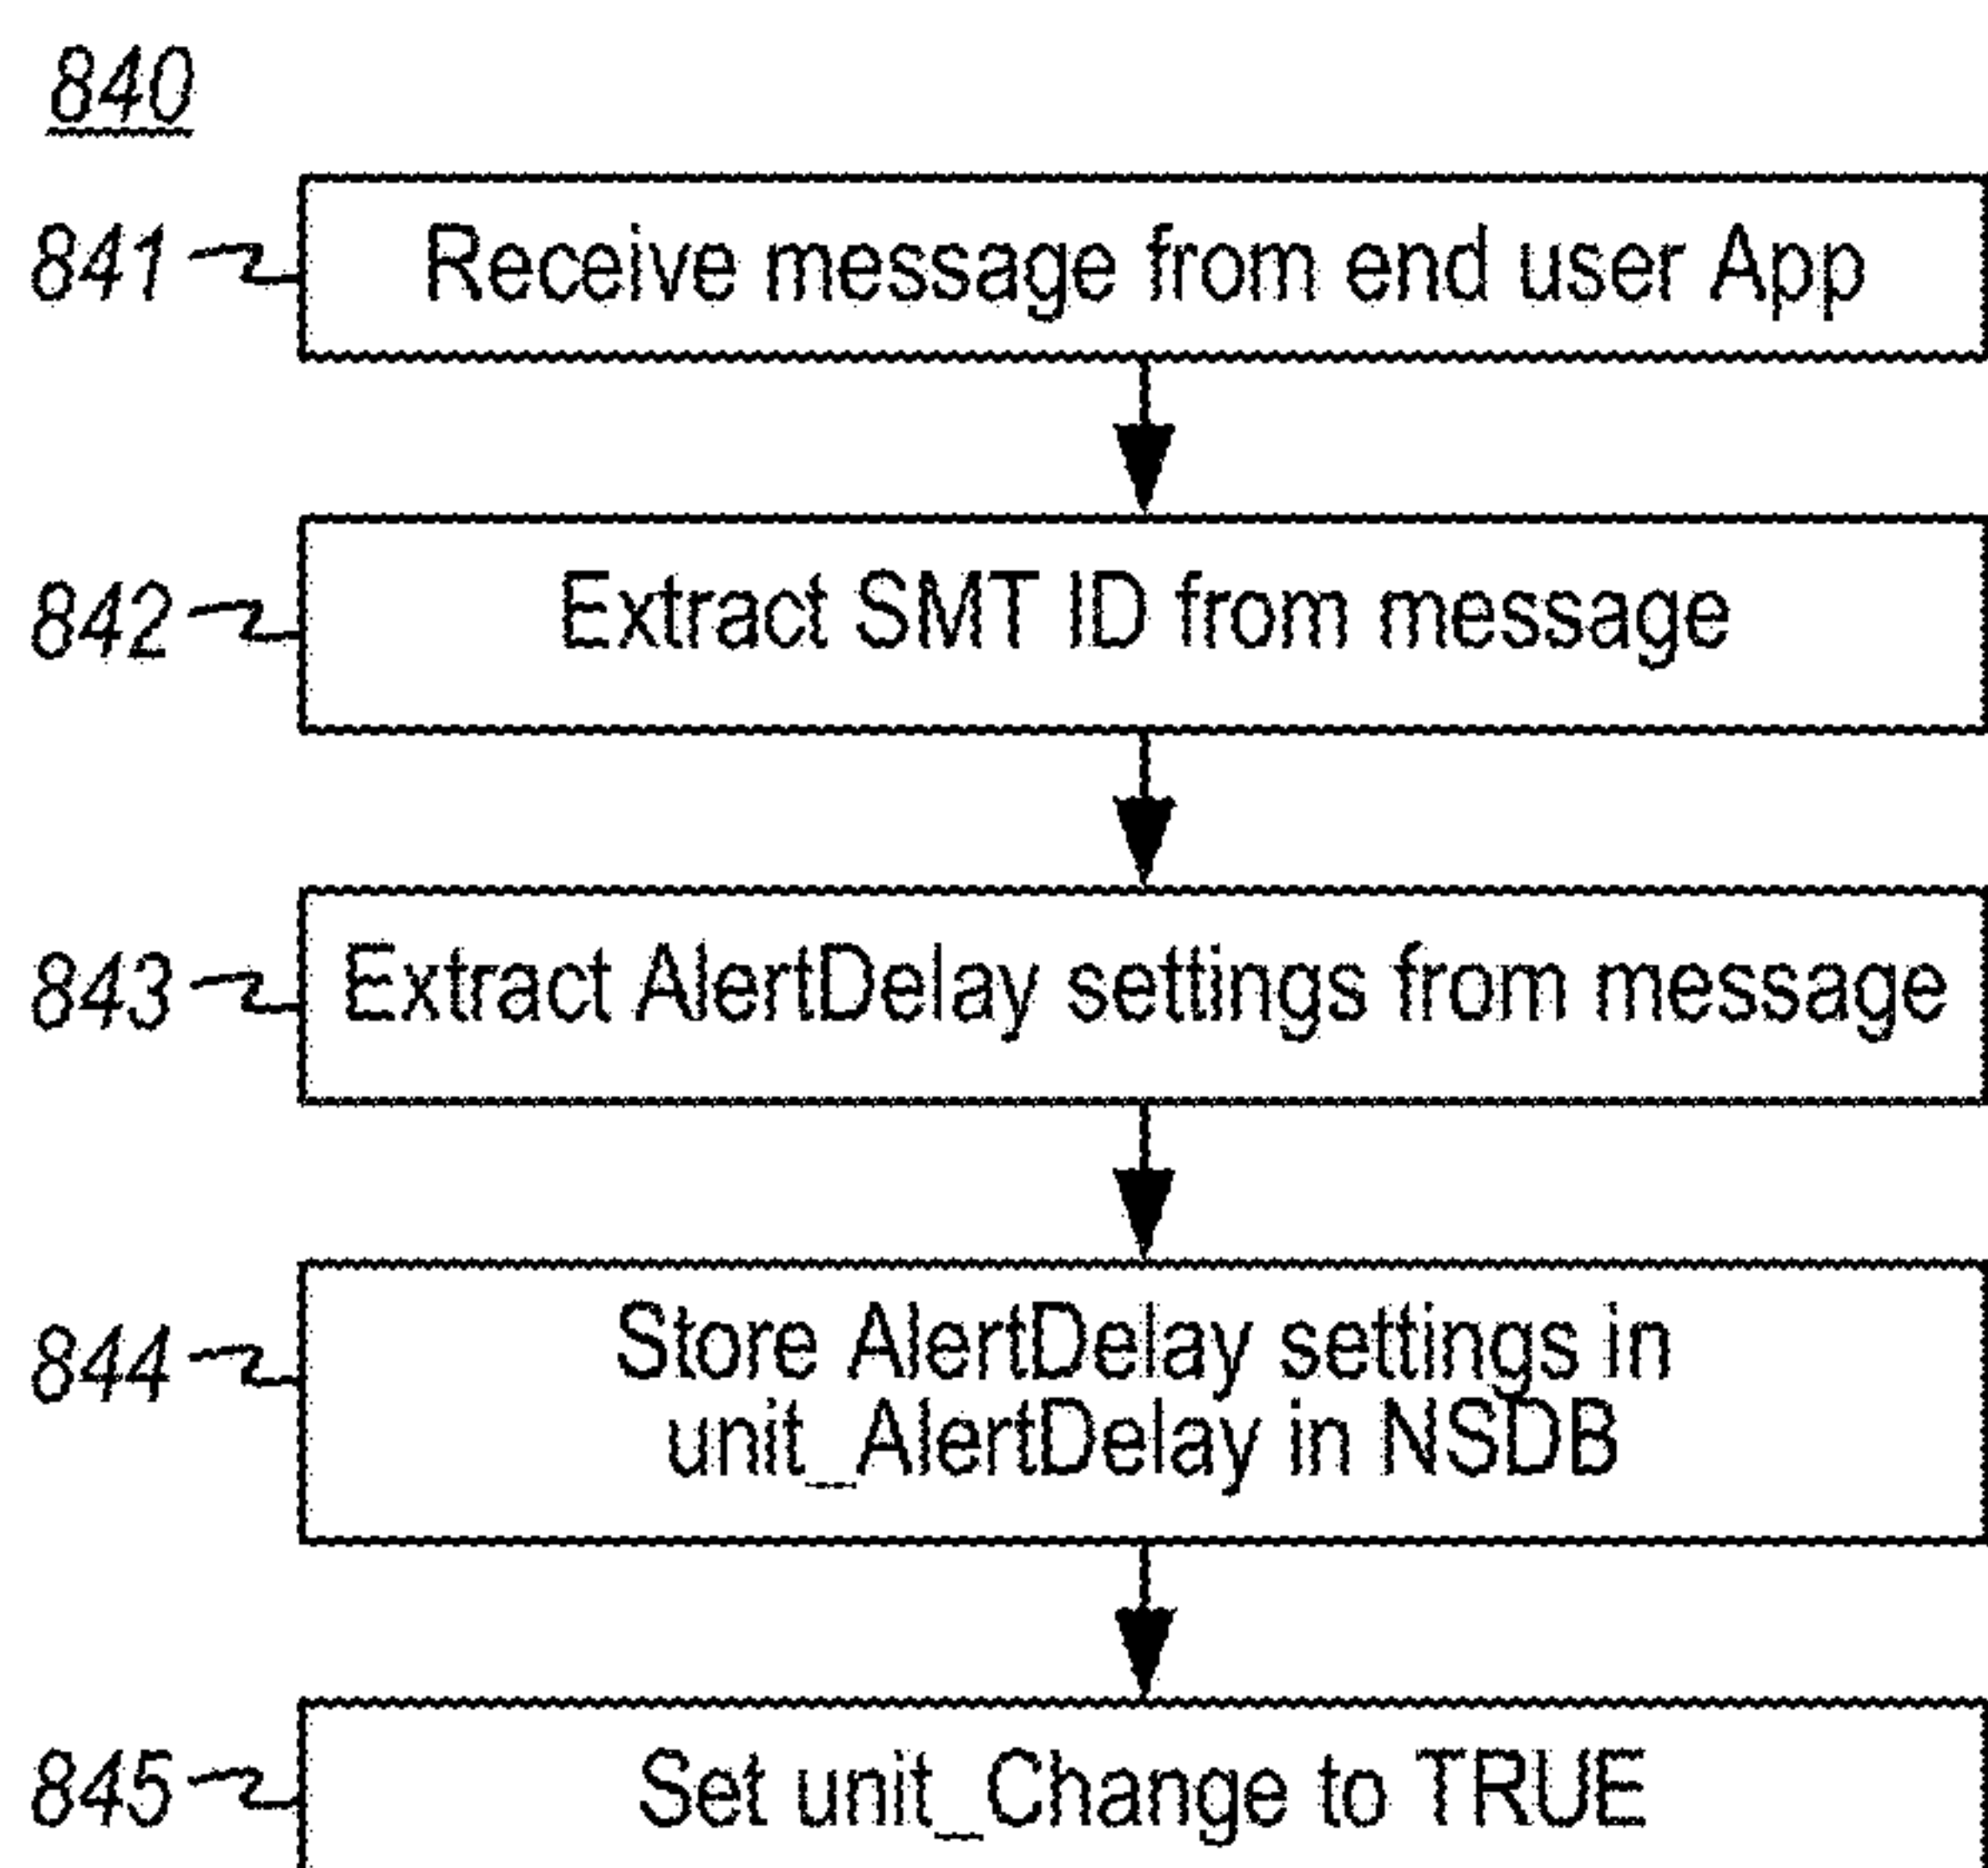 840
841 Receive message from end user App
842 Extract SMT ID from message
843 Extract AlertDelay settings from message
844 Store AlertDelay settings in
unit_AlertDelay in NSDB
845 Set unit_Change to TRUE